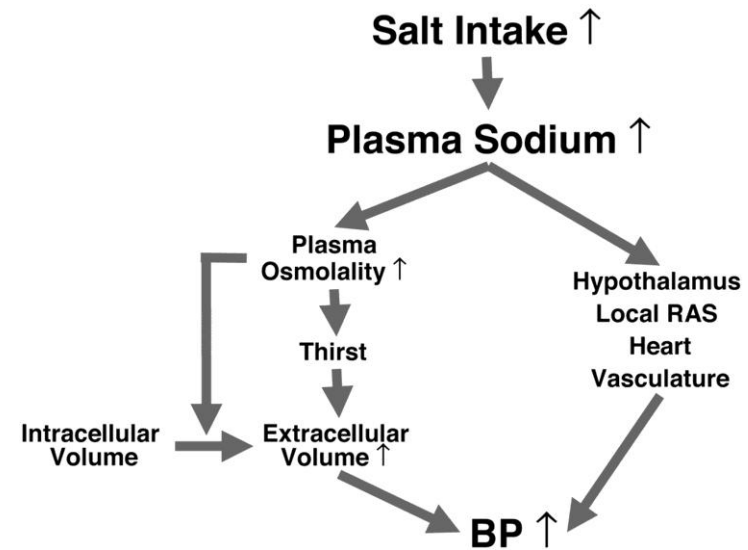 Salt Intake ↑
Plasma Sodium ↑
Plasma
Osmolality ↑
Hypothalamus
Local RAS
Heart
Vasculature
Thirst
Intracellular
Volume
Extracellular
Volume ↑
BP ↑